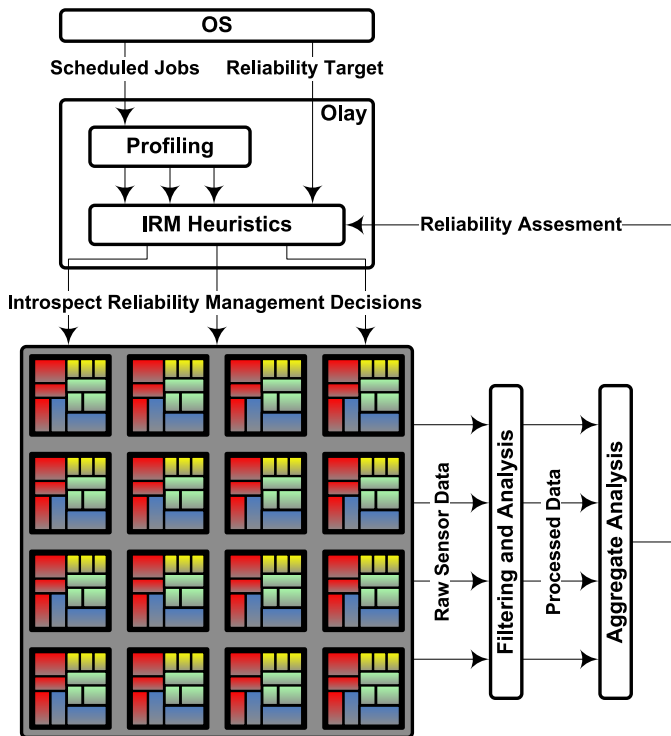 OS
Scheduled Jobs
Reliability Target
Olay
Profiling
IRM Heuristics
Reliability Assesment
Introspect Reliability Management Decisions
Raw Sensor Data
Filtering and Analysis
Processed Data
Aggregate Analysis